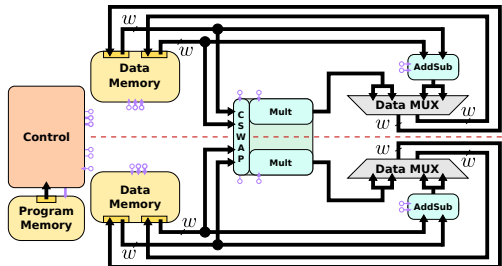 w
w
Data
Memory
AddSub
Data MUX
w
Control
C
S
W
A
P
Mult
Mult
w
w
Data MUX
Program
Memory
Data
Memory
AddSub
w
w
w